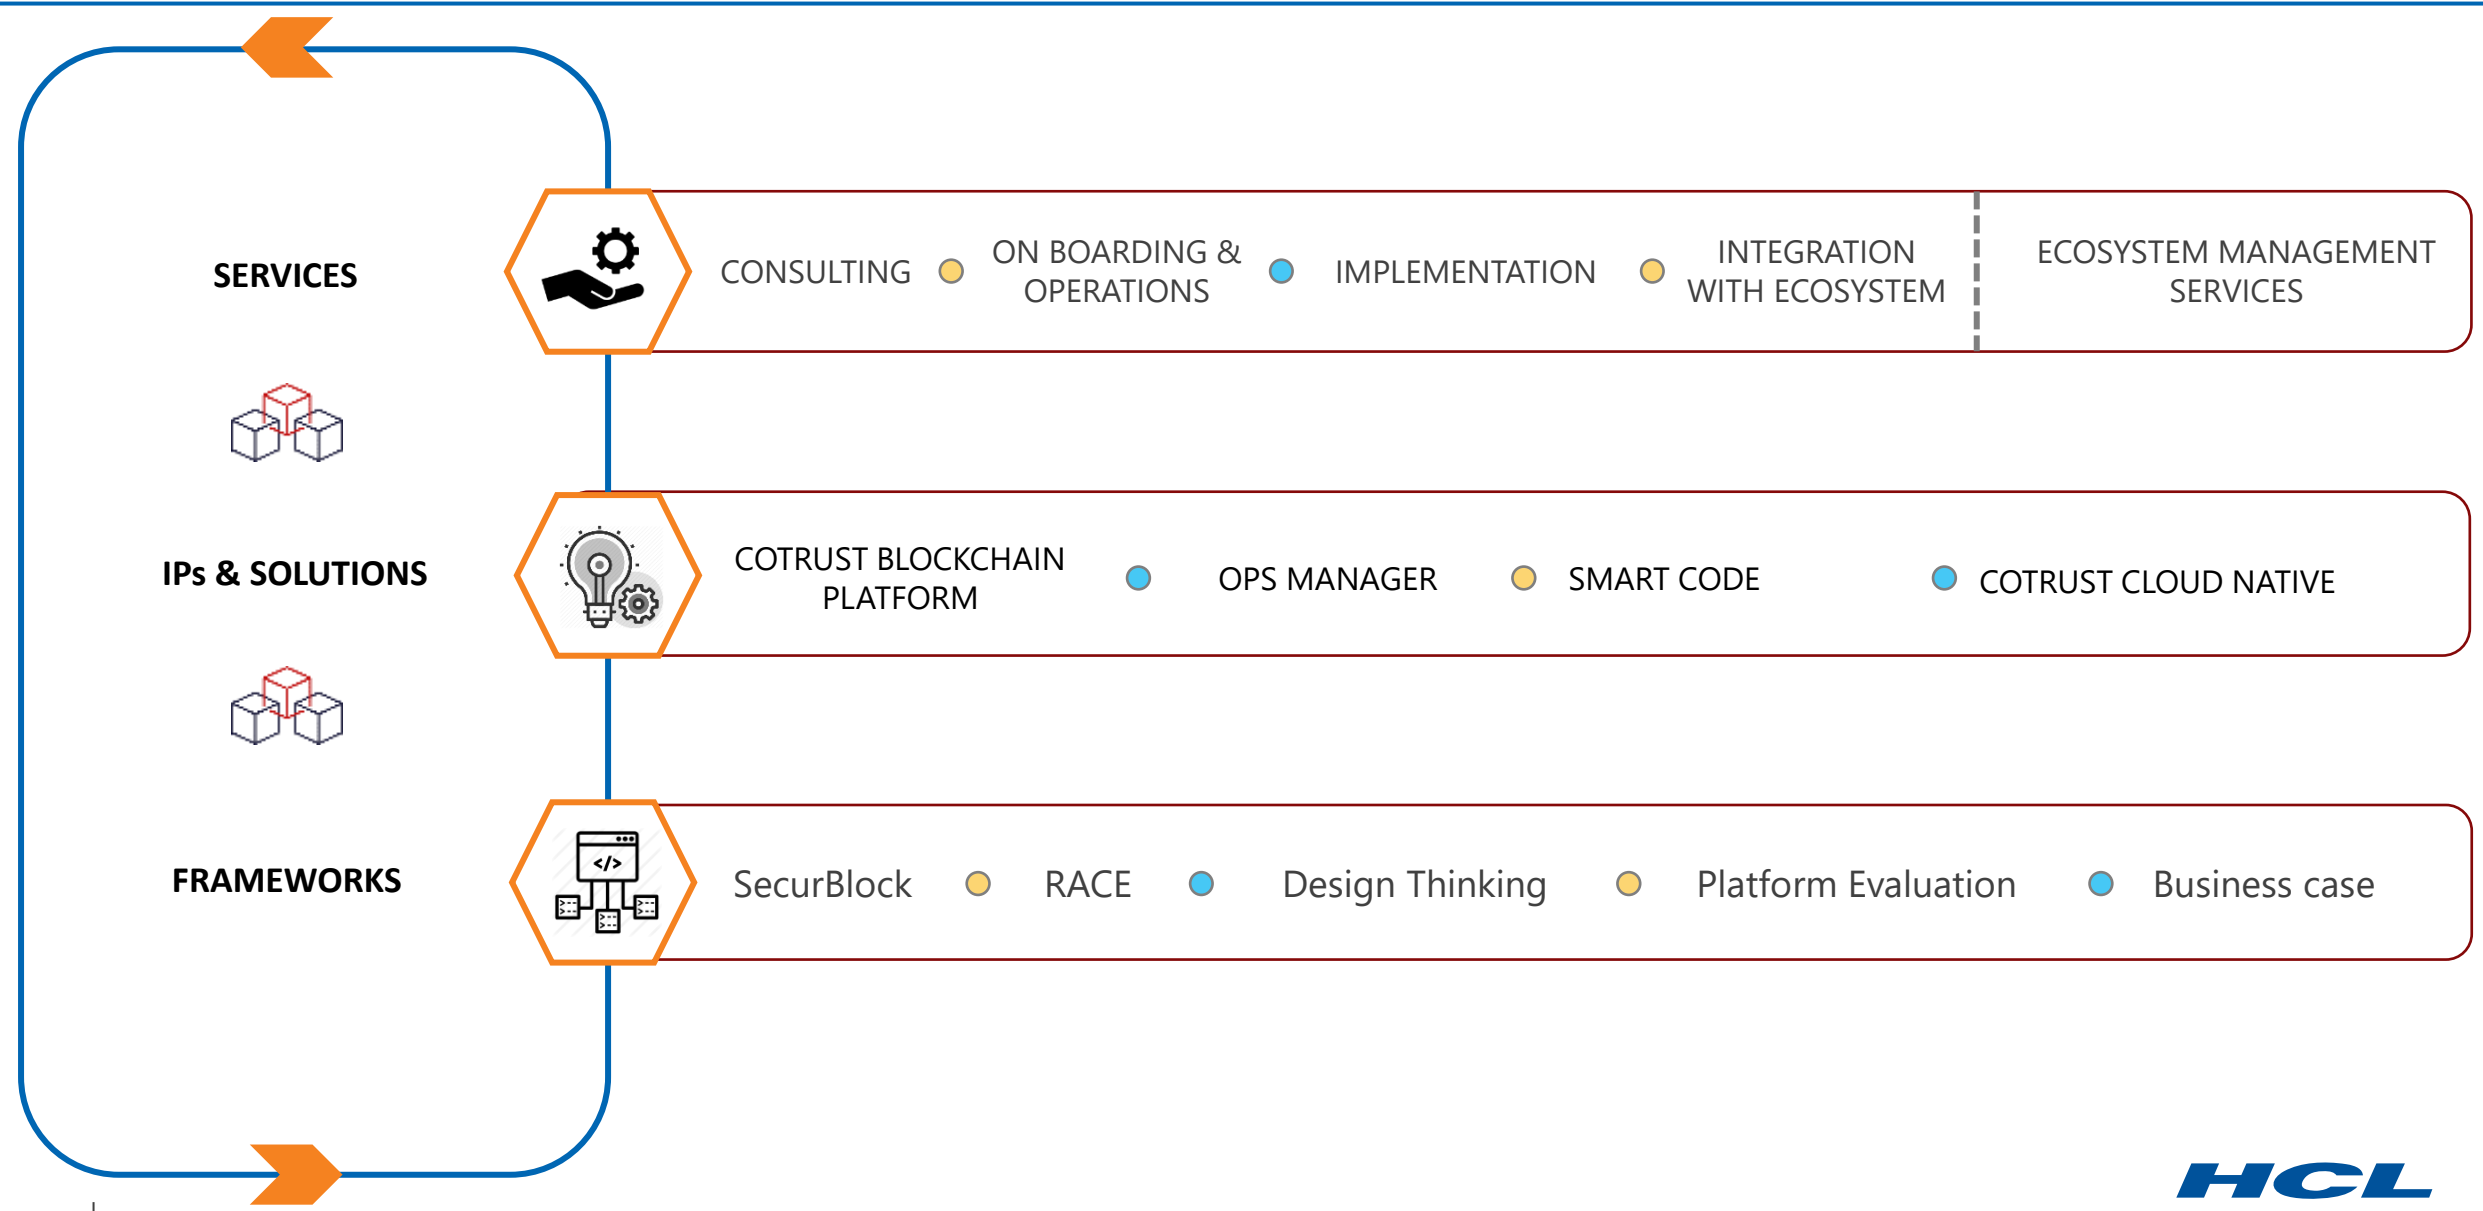 SERVICES
CONSULTING
ON BOARDING &
OPERATIONS
IMPLEMENTATION
INTEGRATION
WITH ECOSYSTEM
ECOSYSTEM MANAGEMENT
SERVICES
IPs & SOLUTIONS
COTRUST BLOCKCHAIN
PLATFORM
OPS MANAGER
SMART CODE
COTRUST CLOUD NATIVE
FRAMEWORKS
</>
SecurBlock
RACE
Design Thinking
Platform Evaluation
Business case
HCL